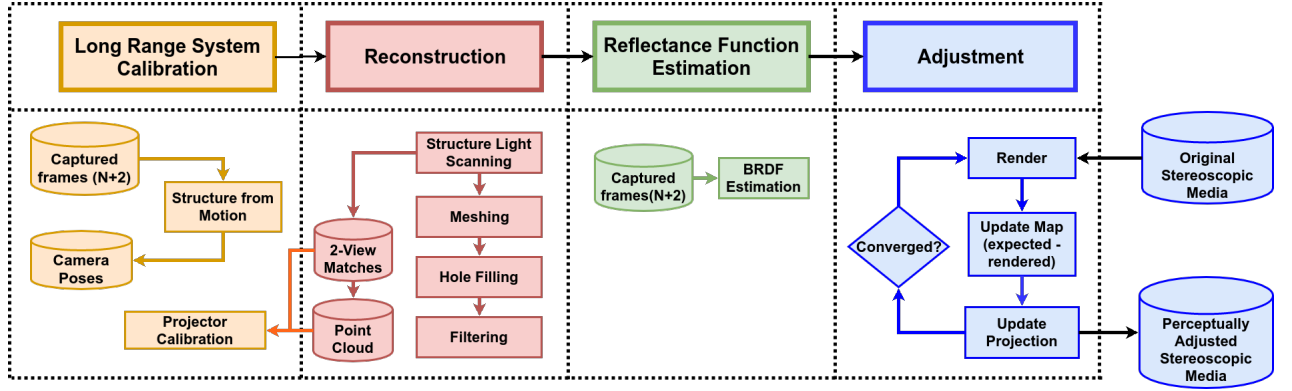 Long Range System
Calibration
Reconstruction
Reflectance Function
Estimation
Adjustment
Captured
frames (N+2)
Structure from
Motion
Camera
Poses
Projector
Calibration
Structure Light
Scanning
2-View
Matches
Point
Cloud
Meshing
Hole Filling
Filtering
Captured
frames(N+2)
BRDF
Estimation
Render
Converged?
Update Map
(expected -
rendered)
Update
Projection
Original
Stereoscopic
Media
Perceptually
Adjusted
Stereoscopic
Media